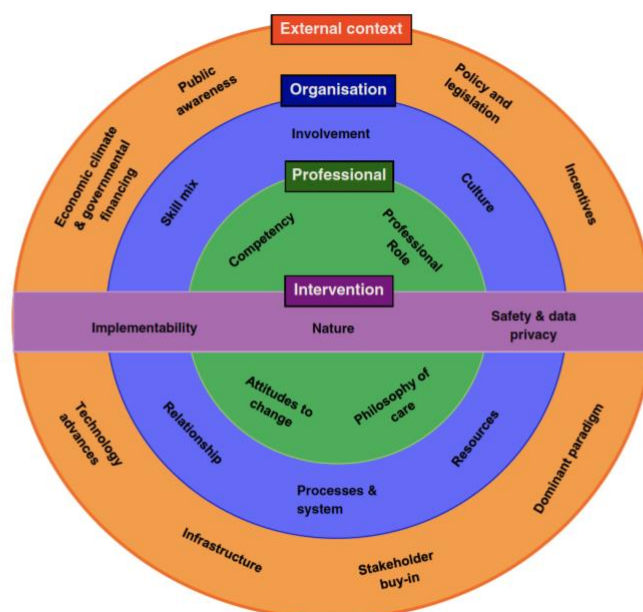 External context
Public
awareness
Policy and
legislation
Organisation
Involvement
Economic climate
& governmental
financing
Incentives
Skill mix
Culture
Professional
Competency
Professional
Role
Intervention
Implementability
Nature
Safety & data
privacy
Attitudes to
change
Philosophy of
care
Technology
advances
Relationship
Resources
Dominant paradigm
Processes &
system
Infrastructure
Stakeholder
buy-in